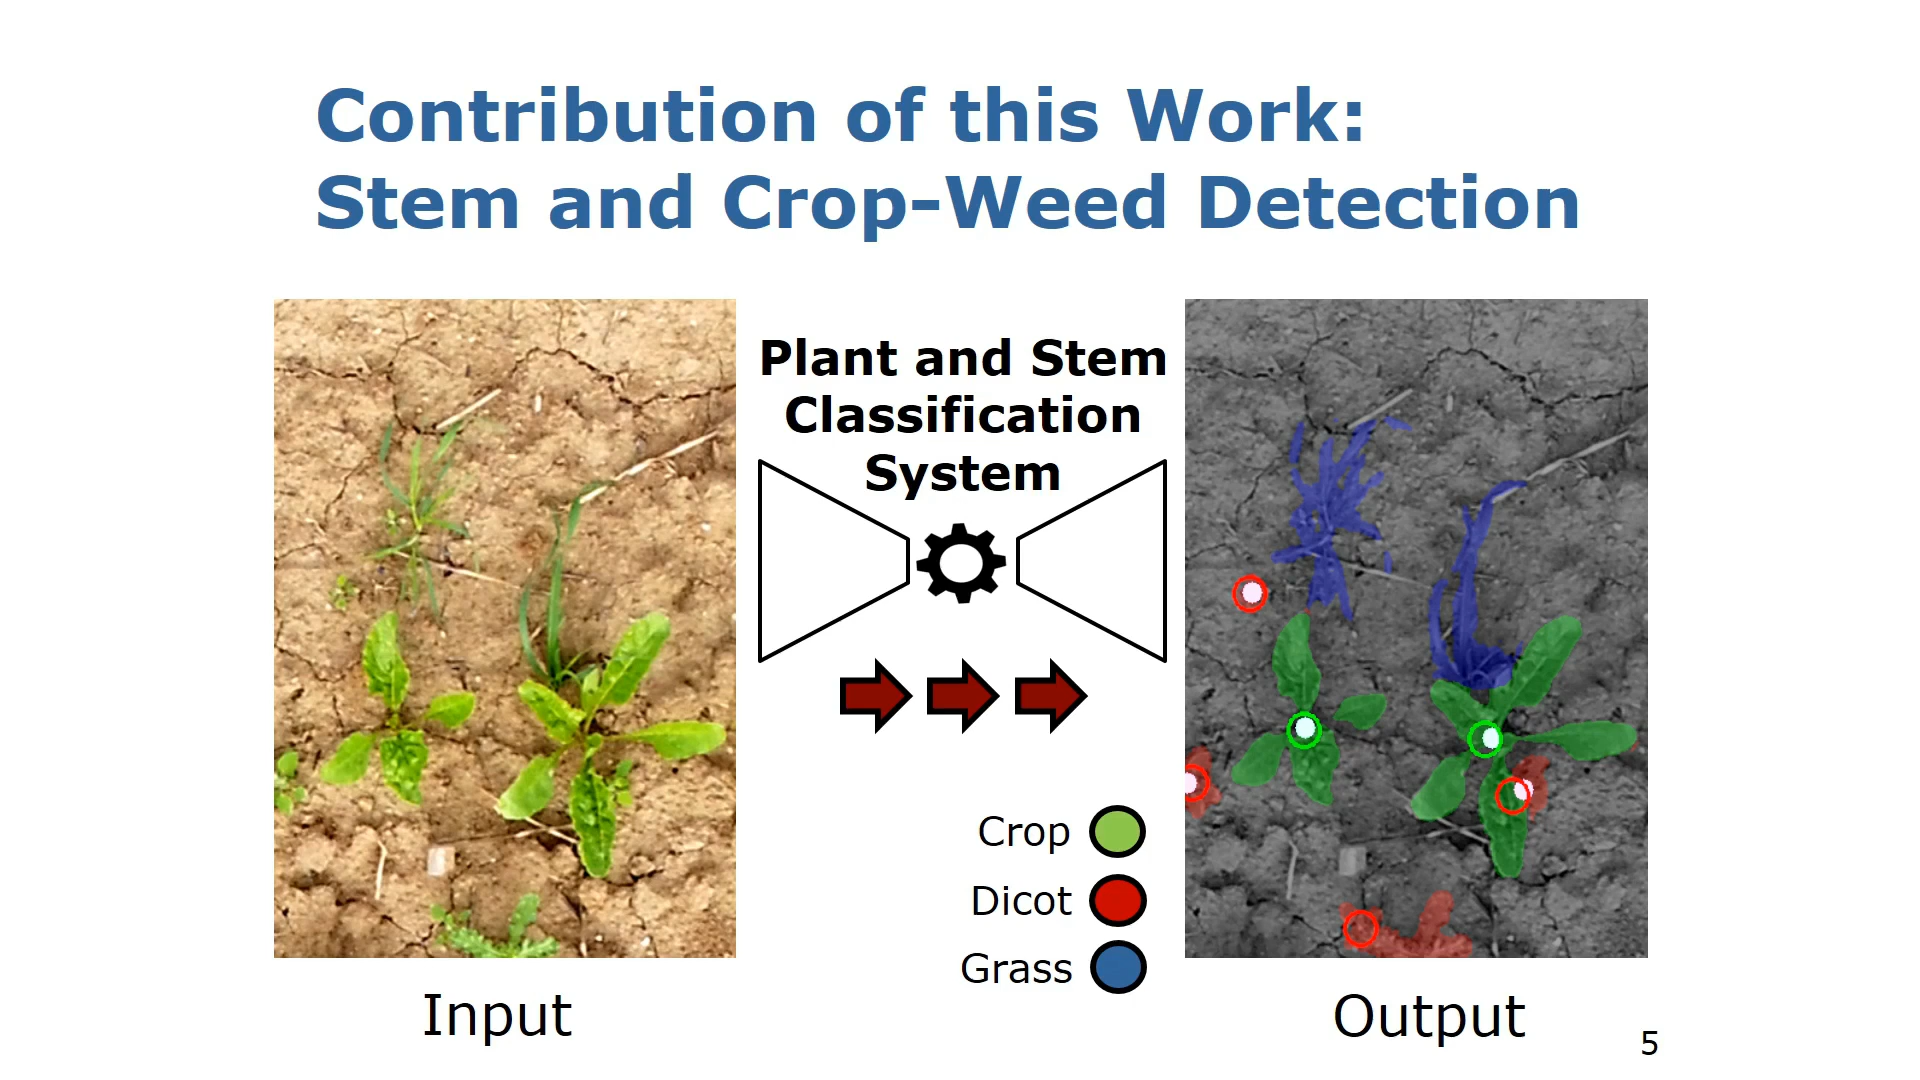 Contribution of this Work:
Stem and Crop-Weed Detection
Plant and Stem
Classification
System
Crop
Dicot
Grass
Input
Output
5